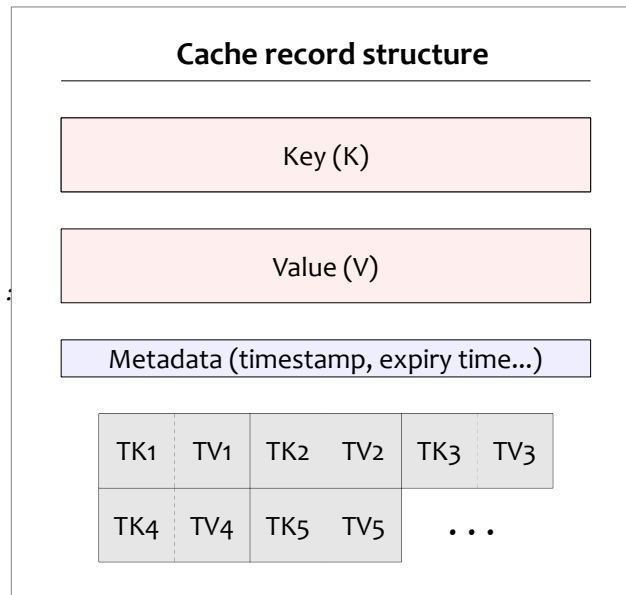 Cache record structure
Key (K)
Value (V)
:
Metadata (timestamp, expiry time...)
TK1 TV1 TK2 TV2 TK3 TV3
TK4 TV4 TK5 TV5 . . .